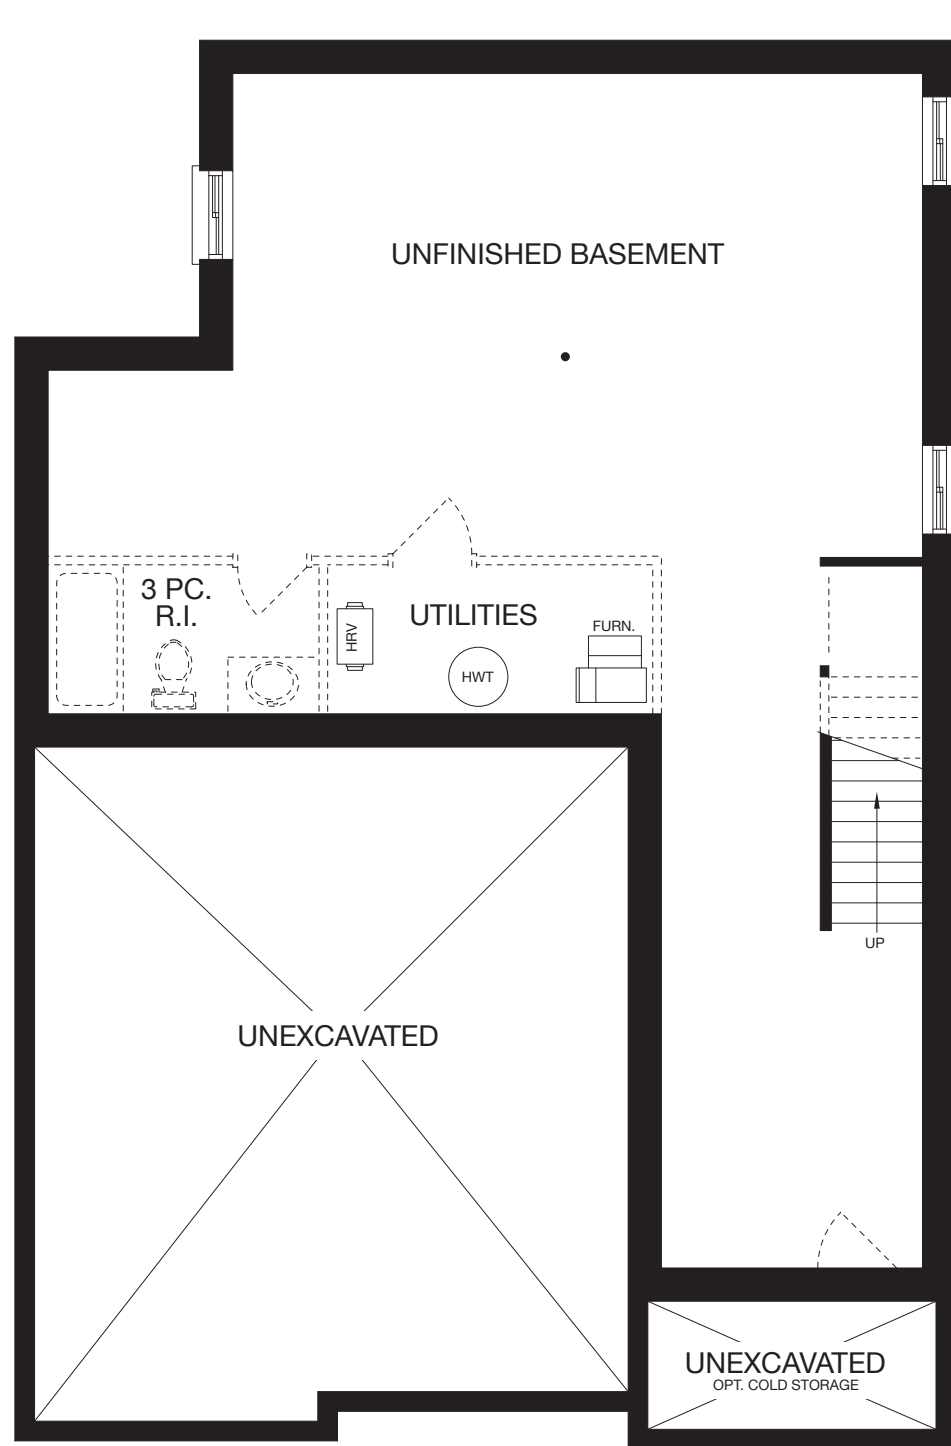 UNFINISHED BASEMENT
3 PC.
R.I.
UTILITIES
FURN.
HRV
HWT
UP
UNEXCAVATED
UNEXCAVATED
OPT. COLD STORAGE